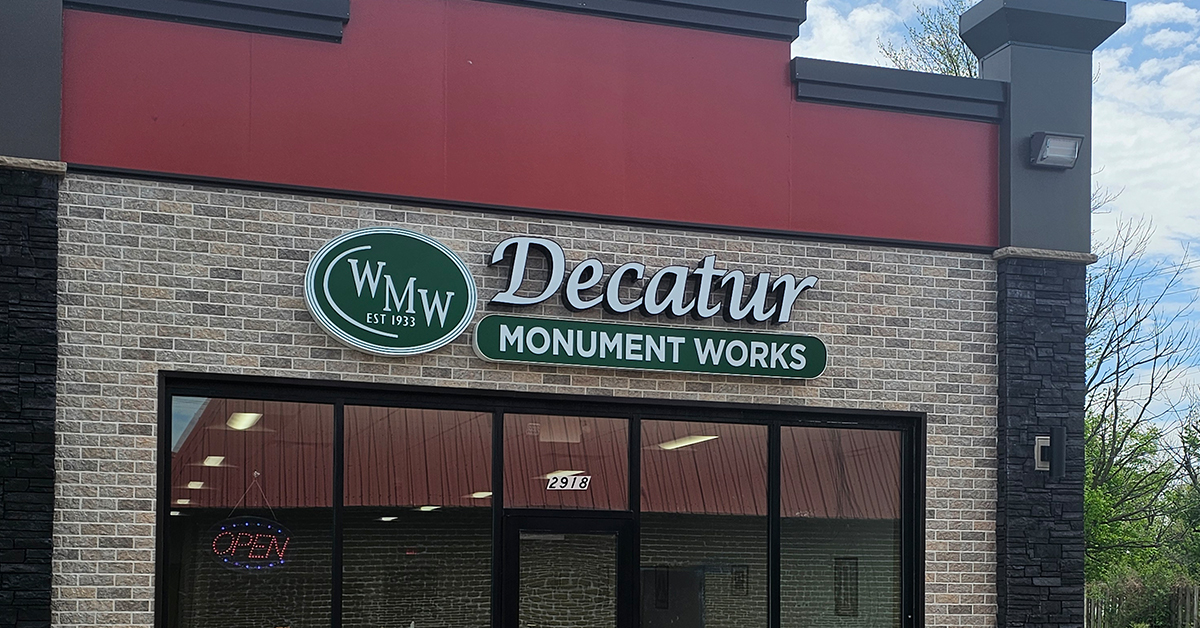 WMW
EST 1933
Decatur
MONUMENT WORKS
2918
OPEN